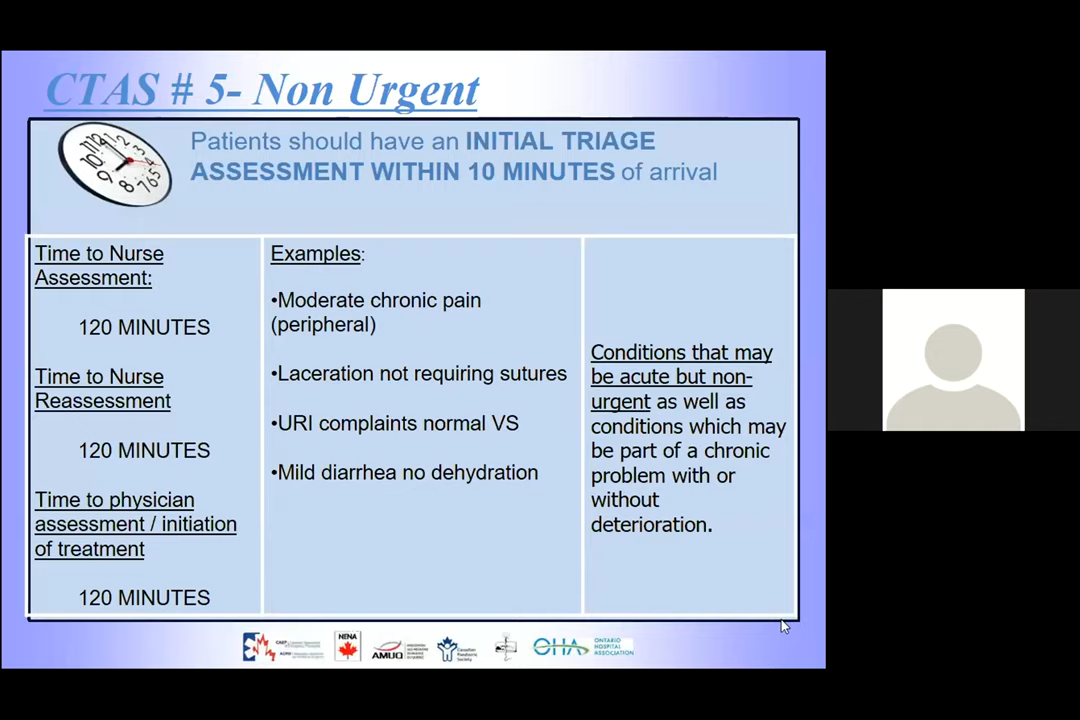 CTAS # 5- Non Urgent
Patients should have an INITIAL TRIAGE
ASSESSMENT WITHIN 10 MINUTES of arrival
Time to Nurse
Assessment:
120 MINUTES
Time to Nurse
Reassessment
120 MINUTES
Time to physician
assessment / initiation
of treatment
120 MINUTES
Examples:
•Moderate chronic pain
(peripheral)
•Laceration not requiring sutures
•URI complaints normal VS
•Mild diarrhea no dehydration
Conditions that may
be acute but non-
urgent as well as
conditions which may
be part of a chronic
problem with or
without
deterioration.
NENA
AMUQ
Canadian
Paediatric
Society
OHA
ONTARIO
HOSPITAL
ASSOCIATION